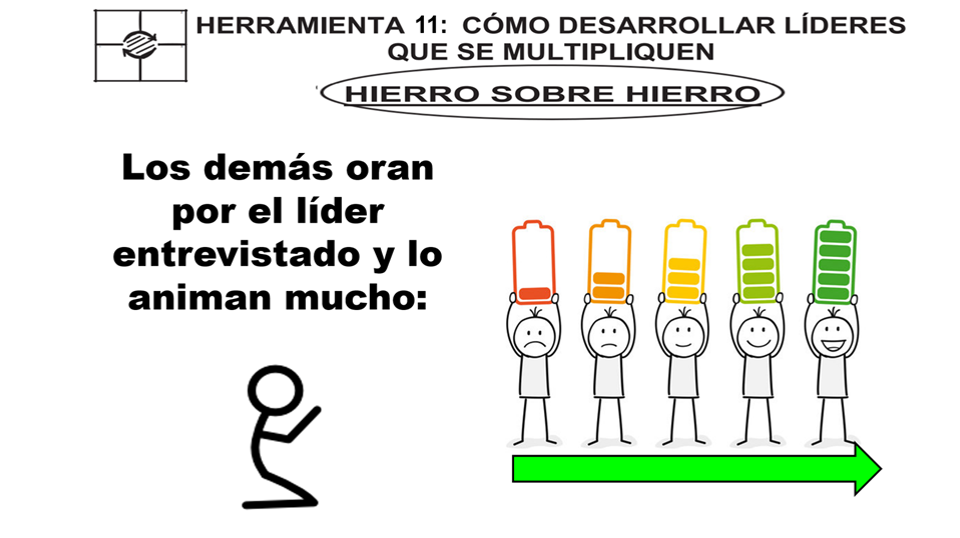 HERRAMIENTA 11: CÓMO DESARROLLAR LÍDERES
QUE SE MULTIPLIQUEN
HIERRO SOBRE HIERRO
Los demás oran
por el líder
entrevistado y lo
animan mucho: